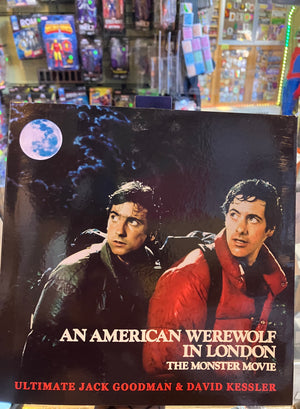 AN AMERICAN WEREWOLF
IN LONDON
THE MONSTER MOVIE
ULTIMATE JACK GOODMAN & DAVID KESSLER